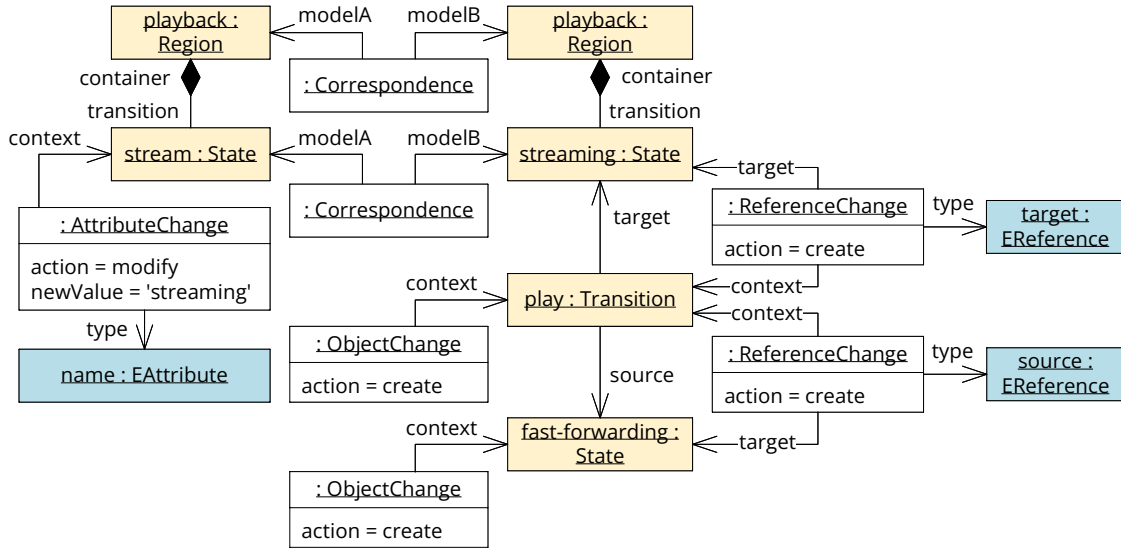 playback :
Region
modelA
modelB
playback :
Region
: Correspondence
container
transition
container
transition
context
stream : State
modelA
modelB
streaming : State
target
: Correspondence
: AttributeChange
action = modify
newValue = 'streaming'
target
: ReferenceChange
action = create
type
target :
EReference
context
context
play : Transition
context
type
: ObjectChange
action = create
source
: ReferenceChange
action = create
type
source :
EReference
name : EAttribute
context
fast-forwarding :
State
target
: ObjectChange
action = create